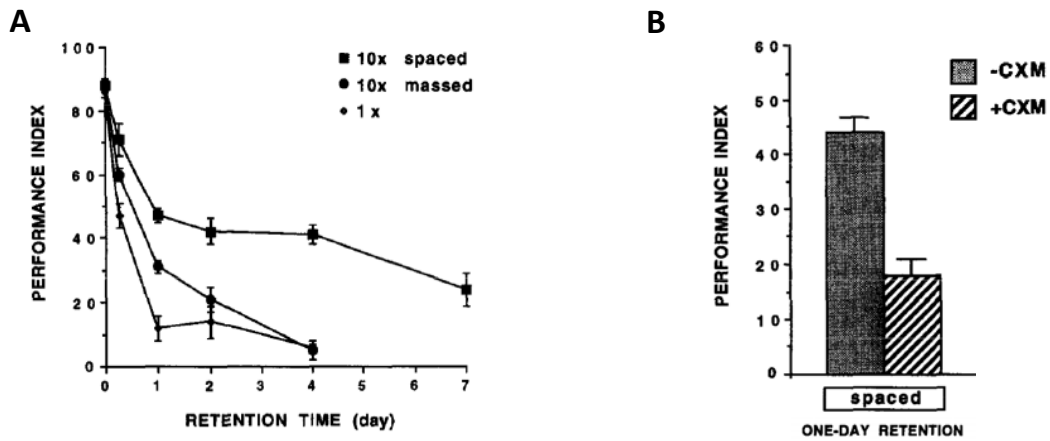 A
100
80
60
40
20
0
PERFORMANCE INDEX
10x spaced
10x massed
1x
0 1 2 3 4 5 6 7
RETENTION TIME (day)
B
60
50
40
30
20
10
0
PERFORMANCE INDEX
-CXM
+CXM
spaced
ONE-DAY RETENTION